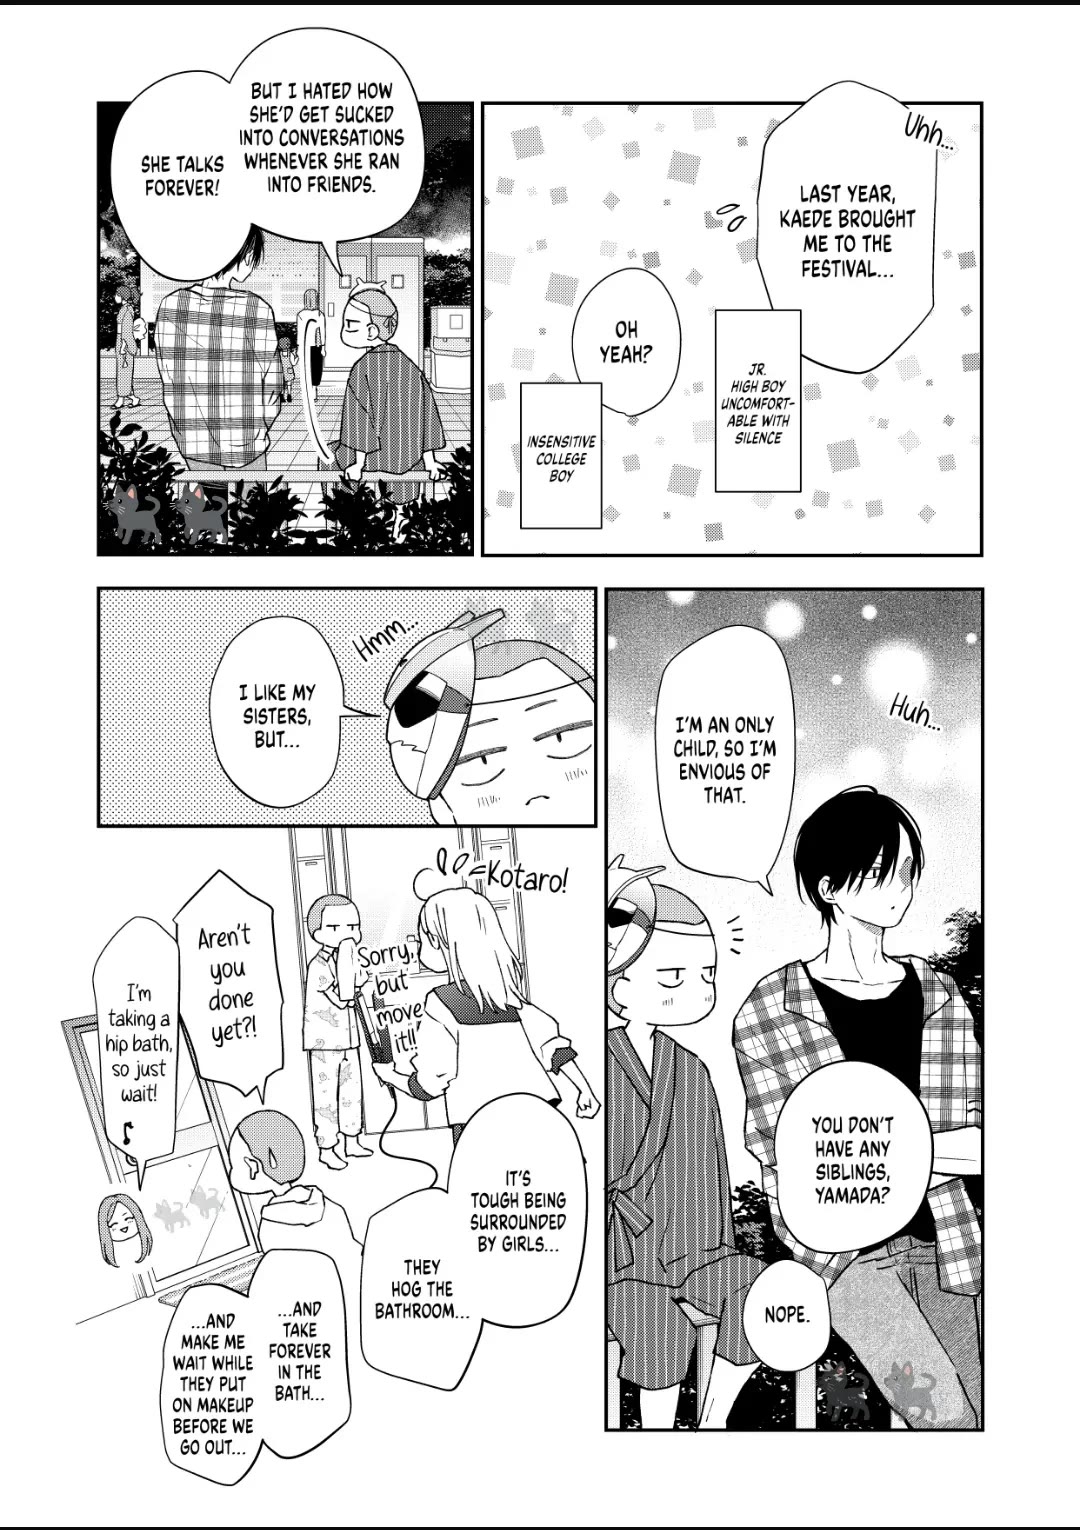 Uhh...
LAST YEAR,
KAEDE BROUGHT
ME TO THE
FESTIVAL...
JR.
HIGH BOY
UNCOMFORT-
ABLE WITH
SILENCE
OH
YEAH?
INSENSITIVE
COLLEGE
BOY
BUT I HATED HOW
SHE'D GET SUCKED
INTO CONVERSATIONS
WHENEVER SHE RAN
INTO FRIENDS.
SHE TALKS
FOREVER!
Huh...
I'M AN ONLY
CHILD, SO I'M
ENVIOUS OF
THAT.
YOU DON'T
HAVE ANY
SIBLINGS,
YAMADA?
NOPE.
Hmm...
I LIKE MY
SISTERS,
BUT...
Kotaro!
Sorry,
but
move
it!!
IT'S
TOUGH BEING
SURROUNDED
BY GIRLS...
THEY
HOG THE
BATHROOM...
Aren't
you
done
yet?!
I'm
taking a
hip bath,
so just
wait!
...AND
TAKE
FOREVER
IN THE
BATH...
...AND
MAKE ME
WAIT WHILE
THEY PUT
ON MAKEUP
BEFORE WE
GO OUT...